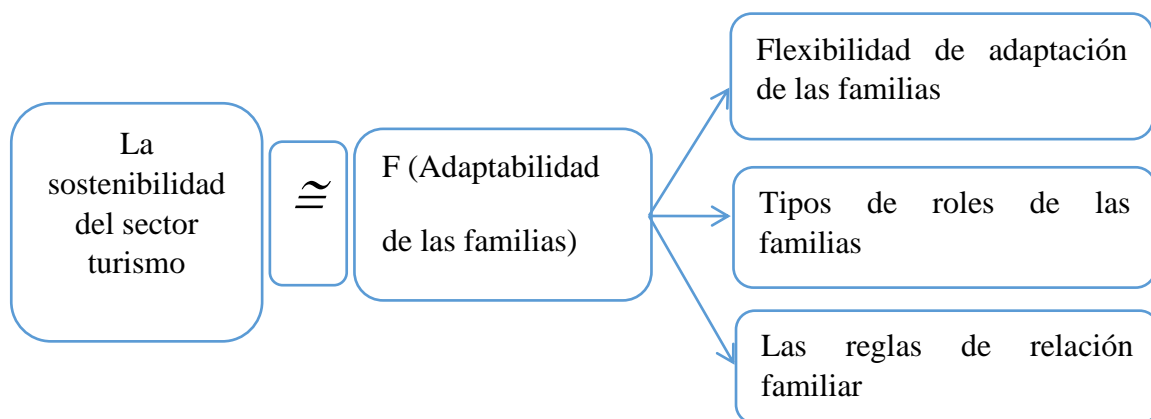 La
sostenibilidad
del sector
turismo
≅
F (Adaptabilidad
de las familias)
Flexibilidad de adaptación
de las familias
Tipos de roles de las
familias
Las reglas de relación
familiar